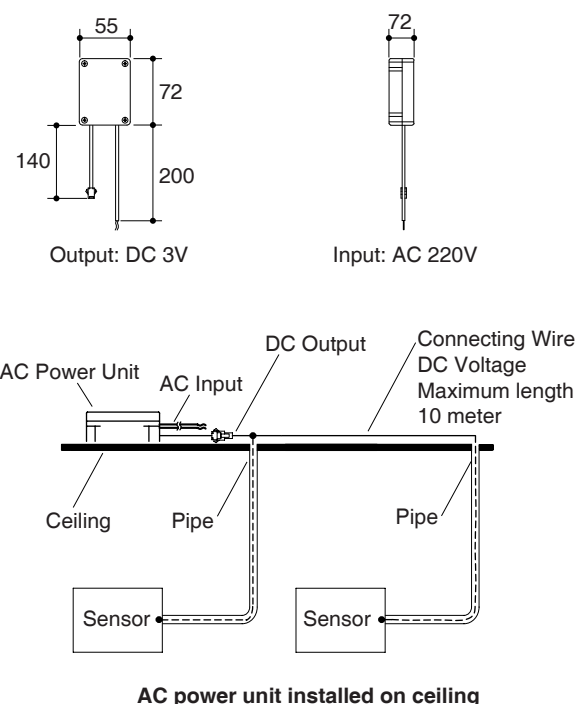 55
72
72
140
200
Output: DC 3V
Input: AC 220V
DC Output
Connecting Wire
DC Voltage
Maximum length
10 meter
AC Power Unit
AC Input
Ceiling
Pipe
Pipe
Sensor
Sensor
AC power unit installed on ceiling